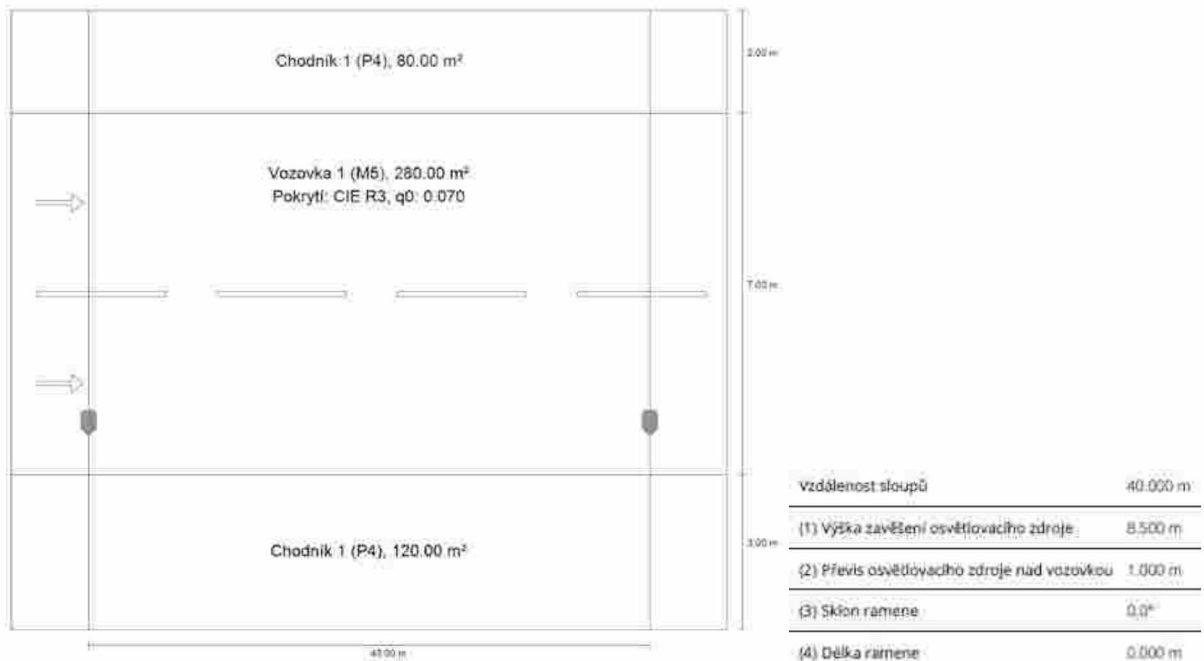 Chodník 1 (P4), 80.00 m²
2.00 m
Vozovka 1 (M5), 280.00 m²
Pokrytí: CIE R3, q0: 0.070
7.00 m
Chodník 1 (P4), 120.00 m²
3.00 m
40.00 m
Vzdálenost sloupů 40.000 m
(1) Výška zavěšení osvětlovacího zdroje 8.500 m
(2) Převis osvětlovacího zdroje nad vozovkou 1.000 m
(3) Sklon ramene 0.0°
(4) Délka ramene 0.000 m